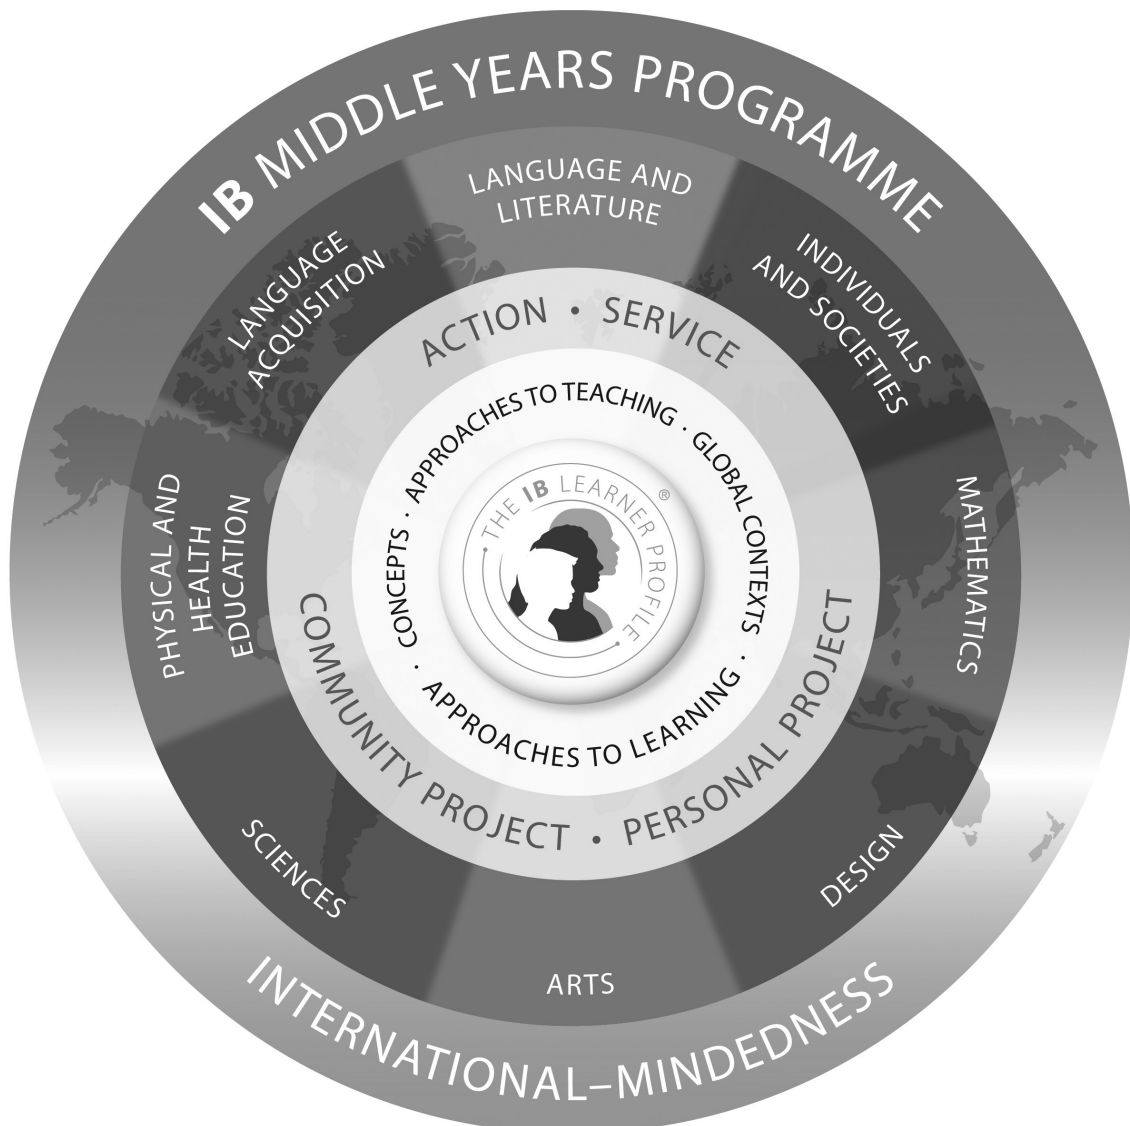 IB MIDDLE YEARS PROGRAMME
LANGUAGE AND
LITERATURE
INDIVIDUALS
AND SOCIETIES
MATHEMATICS
DESIGN
ARTS
SCIENCES
PHYSICAL AND
HEALTH
EDUCATION
LANGUAGE
ACQUISITION
ACTION • SERVICE
COMMUNITY PROJECT • PERSONAL PROJECT
APPROACHES TO TEACHING · GLOBAL CONTEXTS ·
APPROACHES TO LEARNING
· CONCEPTS ·
• THE IB LEARNER PROFILE •
®
INTERNATIONAL–MINDEDNESS